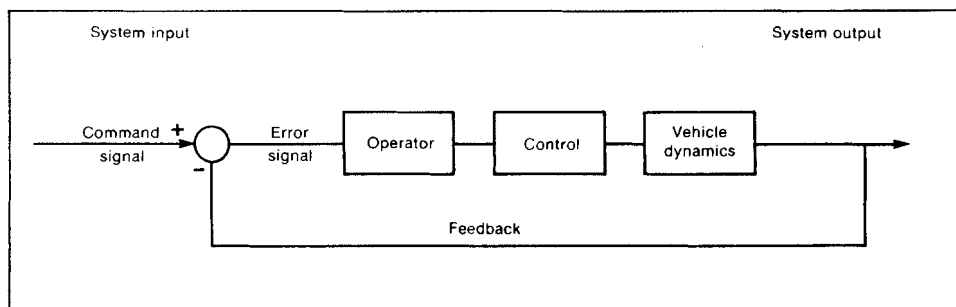 System input
System output
Command
signal
+
-
Error
signal
Operator
Control
Vehicle
dynamics
Feedback